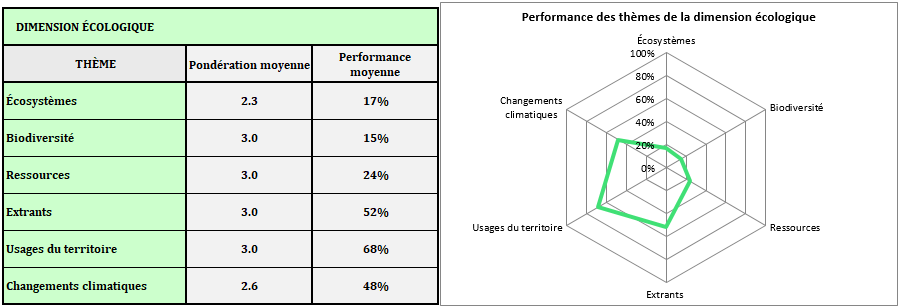 DIMENSION ÉCOLOGIQUE
THÈME Pondération moyenne Performance
moyenne
Écosystèmes 2.3 17%
Biodiversité 3.0 15%
Ressources 3.0 24%
Extrants 3.0 52%
Usages du territoire 3.0 68%
Changements climatiques 2.6 48%
Performance des thèmes de la dimension écologique
Écosystèmes
100%
80%
60%
40%
20%
0%
Biodiversité
Ressources
Extrants
Usages du territoire
Changements
climatiques